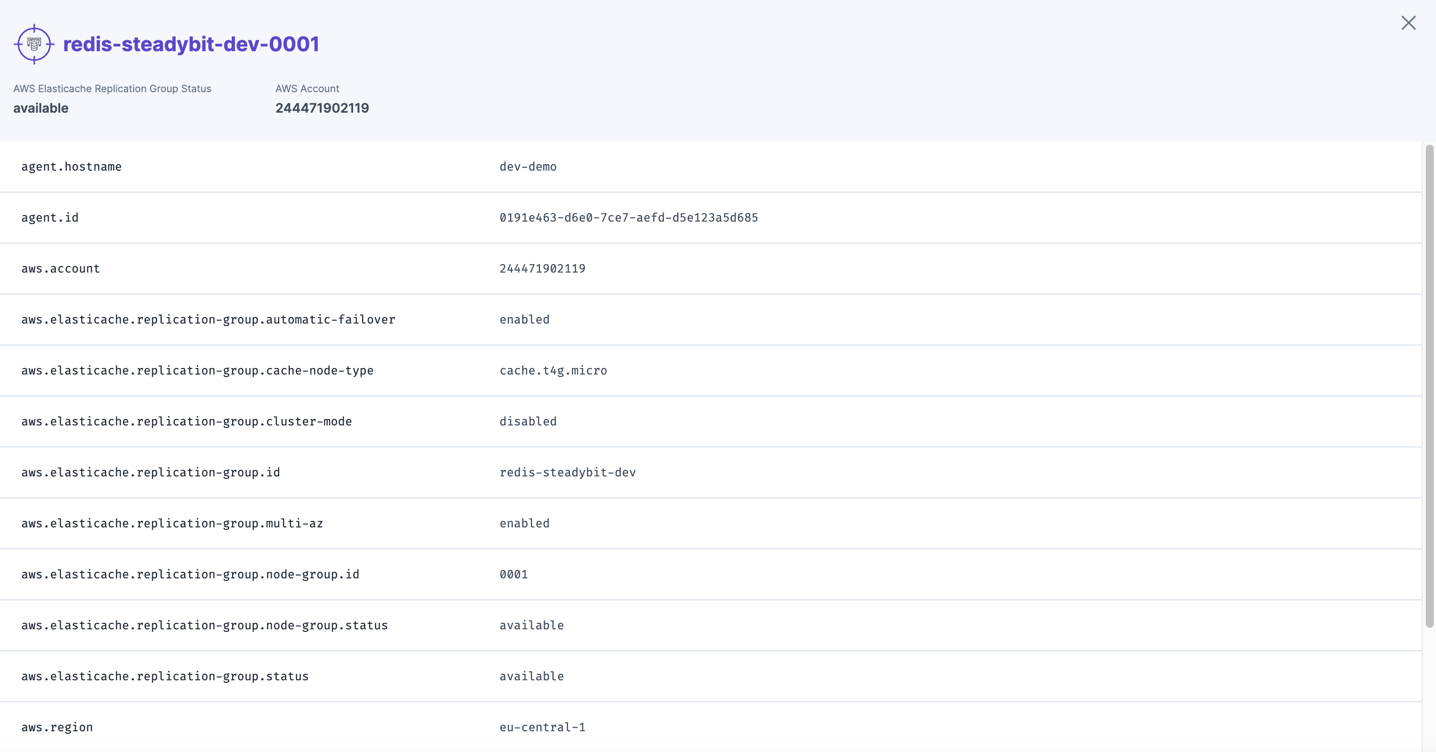 redis-steadybit-dev-0001
AWS Elasticache Replication Group Status AWS Account
available 244471902119
agent.hostname dev-demo
agent.id 0191e463-d6e0-7ce7-aefd-d5e123a5d685
aws.account 244471902119
aws.elasticache.replication-group.automatic-failover enabled
aws.elasticache.replication-group.cache-node-type cache.t4g.micro
aws.elasticache.replication-group.cluster-mode disabled
aws.elasticache.replication-group.id redis-steadybit-dev
aws.elasticache.replication-group.multi-az enabled
aws.elasticache.replication-group.node-group.id 0001
aws.elasticache.replication-group.node-group.status available
aws.elasticache.replication-group.status available
aws.region eu-central-1